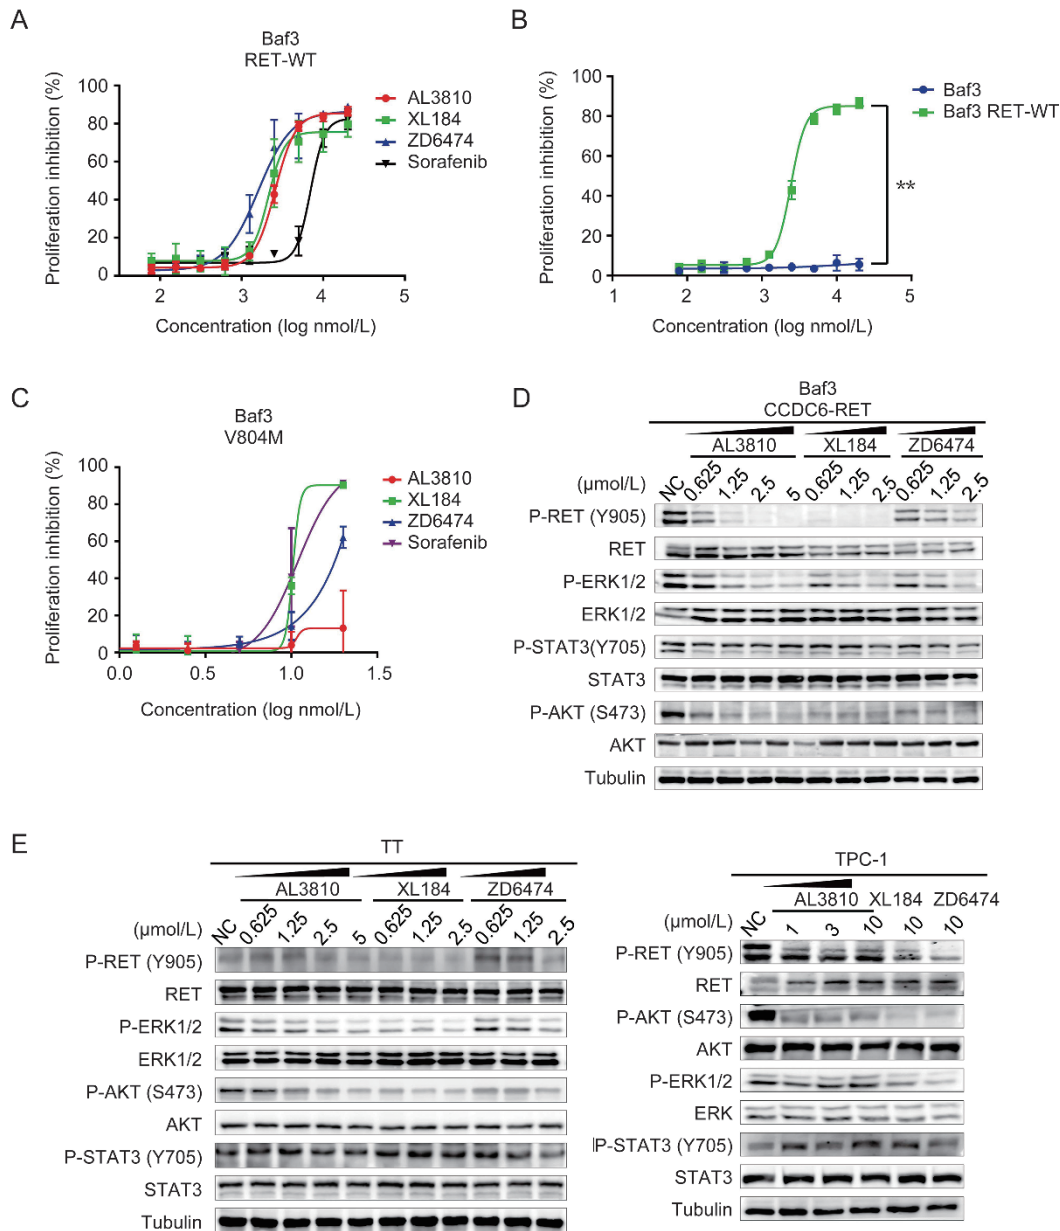 A
Baf3
RET-WT
Proliferation inhibition (%)
100
80
60
40
20
0
2
3
4
5
Concentration (log nmol/L)
AL3810
XL184
ZD6474
Sorafenib
B
Proliferation inhibition (%)
100
80
60
40
20
0
1
2
3
4
5
Concentration (log nmol/L)
Baf3
Baf3 RET-WT
**
C
Baf3
V804M
Proliferation inhibition (%)
100
80
60
40
20
0
0.0
0.5
1.0
1.5
Concentration (log nmol/L)
AL3810
XL184
ZD6474
Sorafenib
D
Baf3
CCDC6-RET
AL3810 XL184 ZD6474
(μmol/L) NC 0.625 1.25 2.5 5 0.625 1.25 2.5 0.625 1.25 2.5
P-RET (Y905)
RET
P-ERK1/2
ERK1/2
P-STAT3(Y705)
STAT3
P-AKT (S473)
AKT
Tubulin
E
TT
AL3810 XL184 ZD6474
(μmol/L) NC 0.625 1.25 2.5 5 0.625 1.25 2.5 0.625 1.25 2.5
P-RET (Y905)
RET
P-ERK1/2
ERK1/2
P-AKT (S473)
AKT
P-STAT3 (Y705)
STAT3
Tubulin
TPC-1
AL3810 XL184 ZD6474
(μmol/L) NC 1 3 10 10 10
P-RET (Y905)
RET
P-AKT (S473)
AKT
P-ERK1/2
ERK
P-STAT3 (Y705)
STAT3
Tubulin